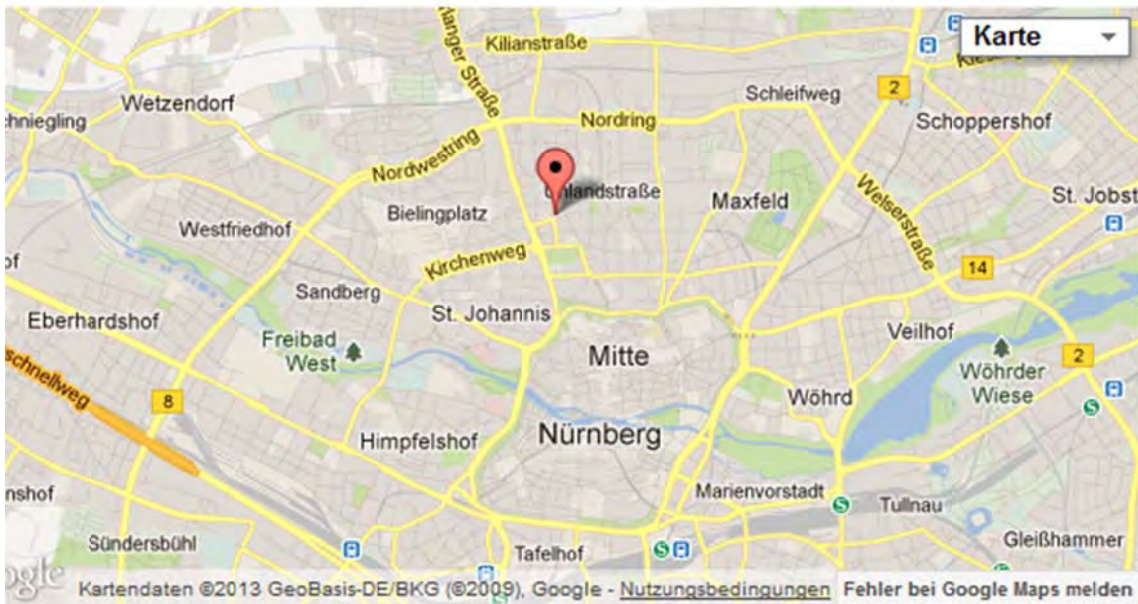 Karte
Kilianstraße
Wetzendorf
2
Schleifweg
Nordring
Schoppershof
Nordwestring
Maxfeld
St. Jobst
Bielingplatz
Welserstraße
Westfriedhof
Kirchenweg
14
Sandberg
St. Johannis
Eberhardshof
Veilhof
Freibad
West
Mitte
2
Wöhrder
Wiese
8
Wöhrd
Himpfelshof
Nürnberg
Marienvorstadt
S
S
Tullnau
S
Sündersbühl
Tafelhof
Gleißhammer
Kartendaten ©2013 GeoBasis-DE/BKG (©2009), Google - Nutzungsbedingungen
Fehler bei Google Maps melden